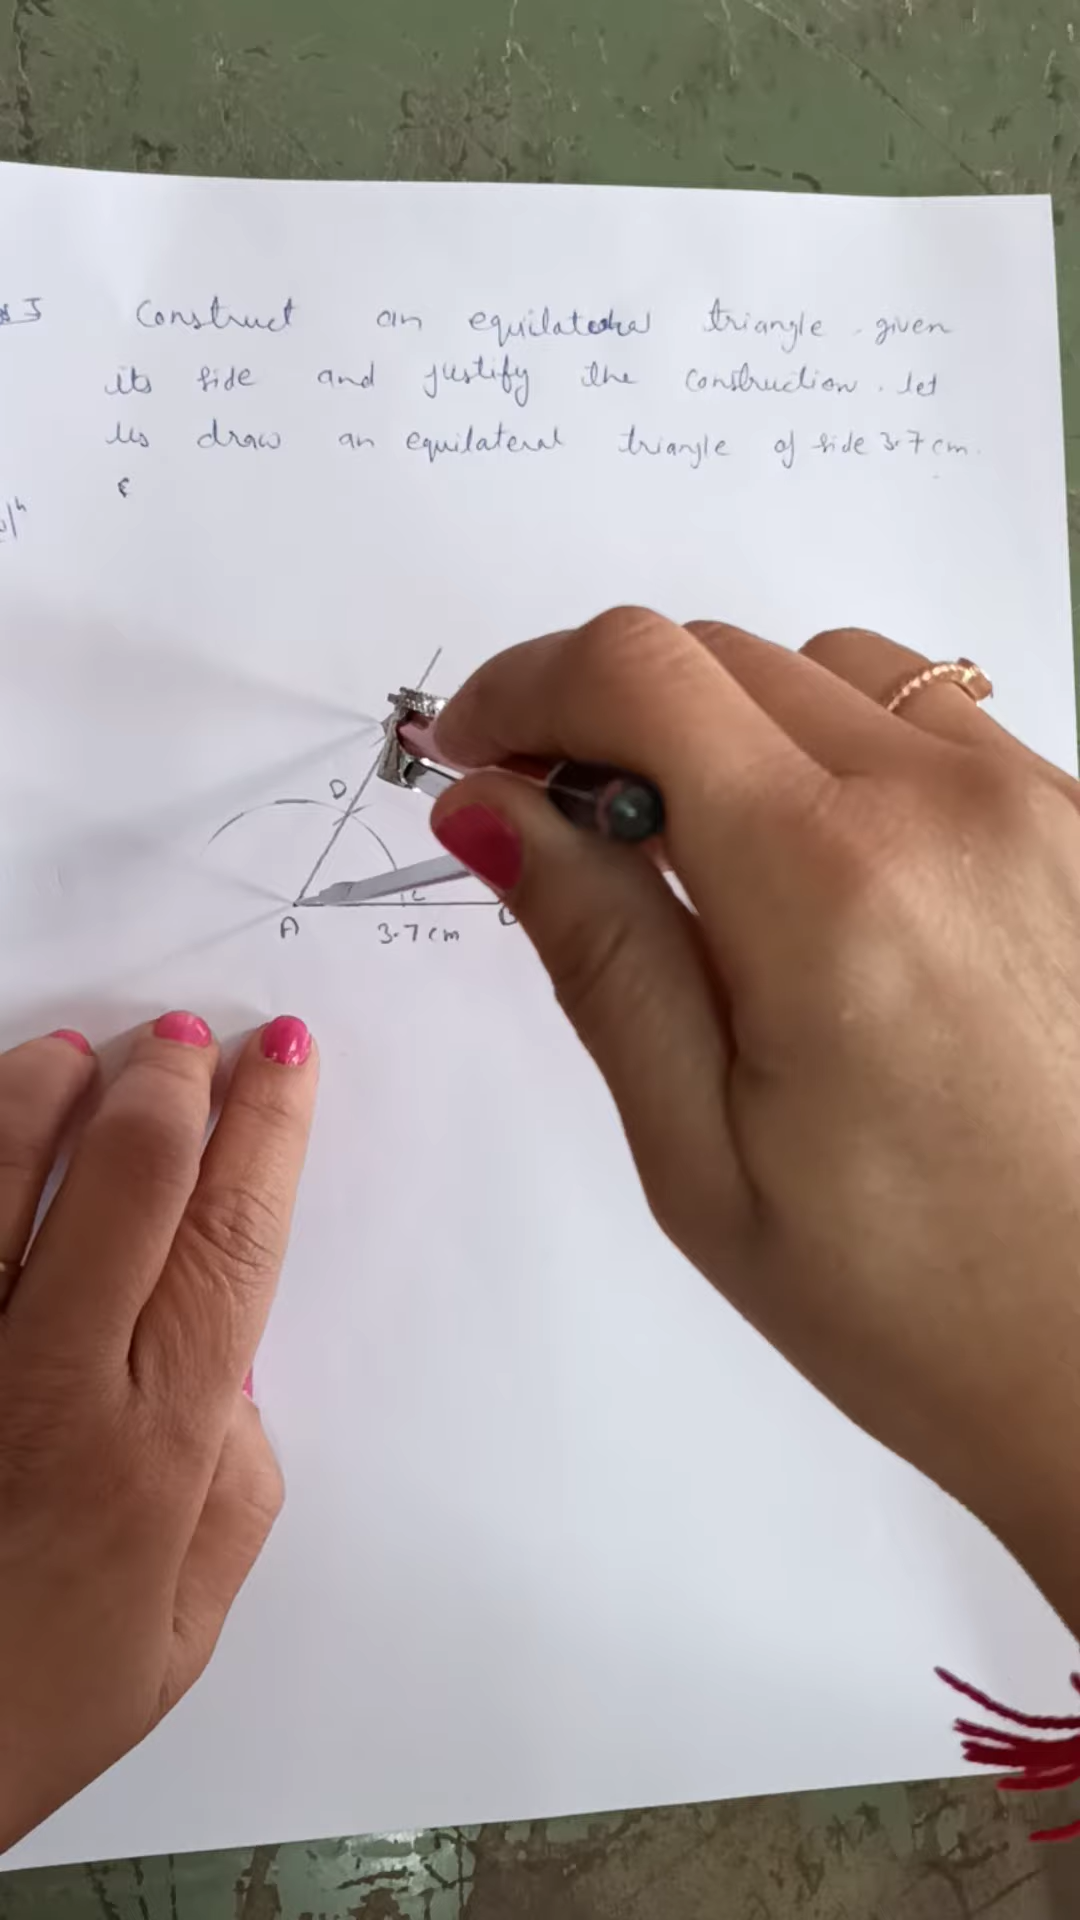 Construct an equilateral triangle given
its side and justify the construction. let
us draw an equilateral triangle of side 3.7 cm.
D
C
A
B
3.7 cm